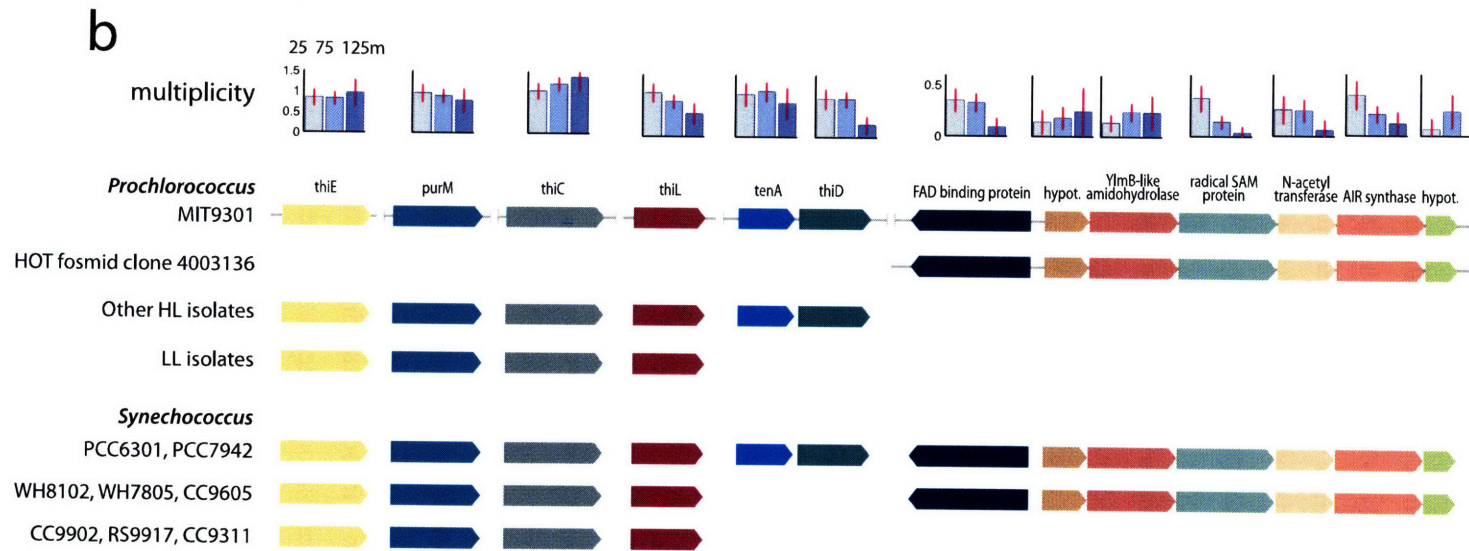 b
25 75 125m
multiplicity
1.5
1
0.5
0
0.5
0
Prochlorococcus
thiE purM thiC thiL tenA thiD FAD binding protein hypot. YlmB-like amidohydrolase radical SAM protein N-acetyl transferase AIR synthase hypot.
MIT9301
HOT fosmid clone 4003136
Other HL isolates
LL isolates
Synechococcus
PCC6301, PCC7942
WH8102, WH7805, CC9605
CC9902, RS9917, CC9311